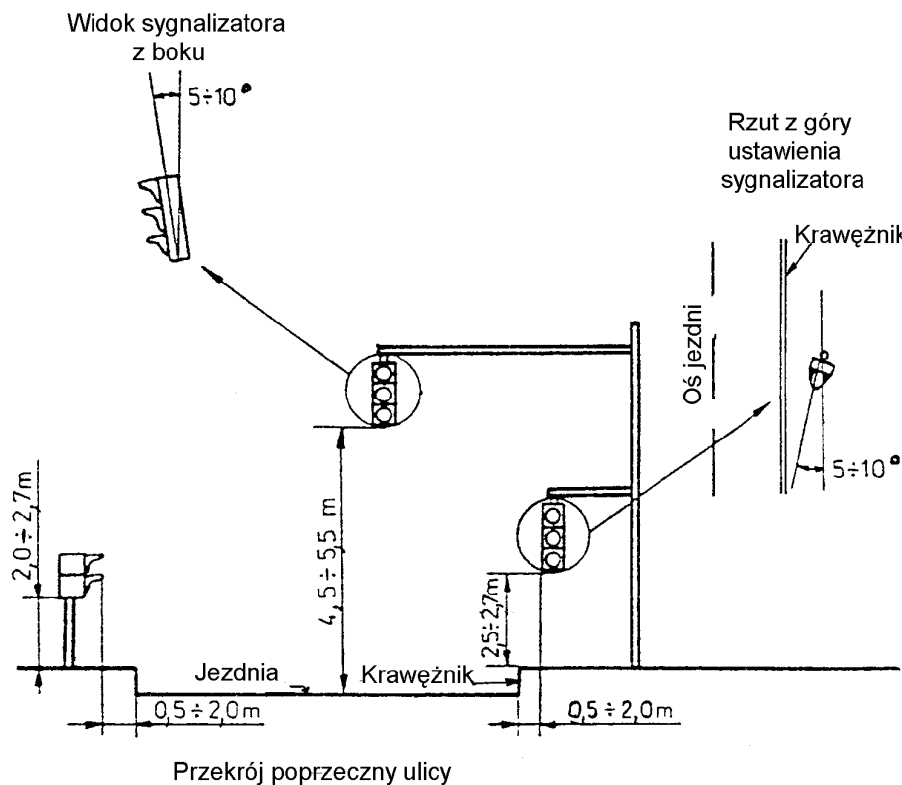 Widok sygnalizatora
z boku
5÷10°
Rzut z góry
ustawienia
sygnalizatora
Krawężnik
Oś jezdni
5÷10°
2,0÷2,7m
4,5÷5,5 m
2,5÷2,7m
Jezdnia
Krawężnik
0,5÷2,0m
0,5÷2,0m
Przekrój poprzeczny ulicy